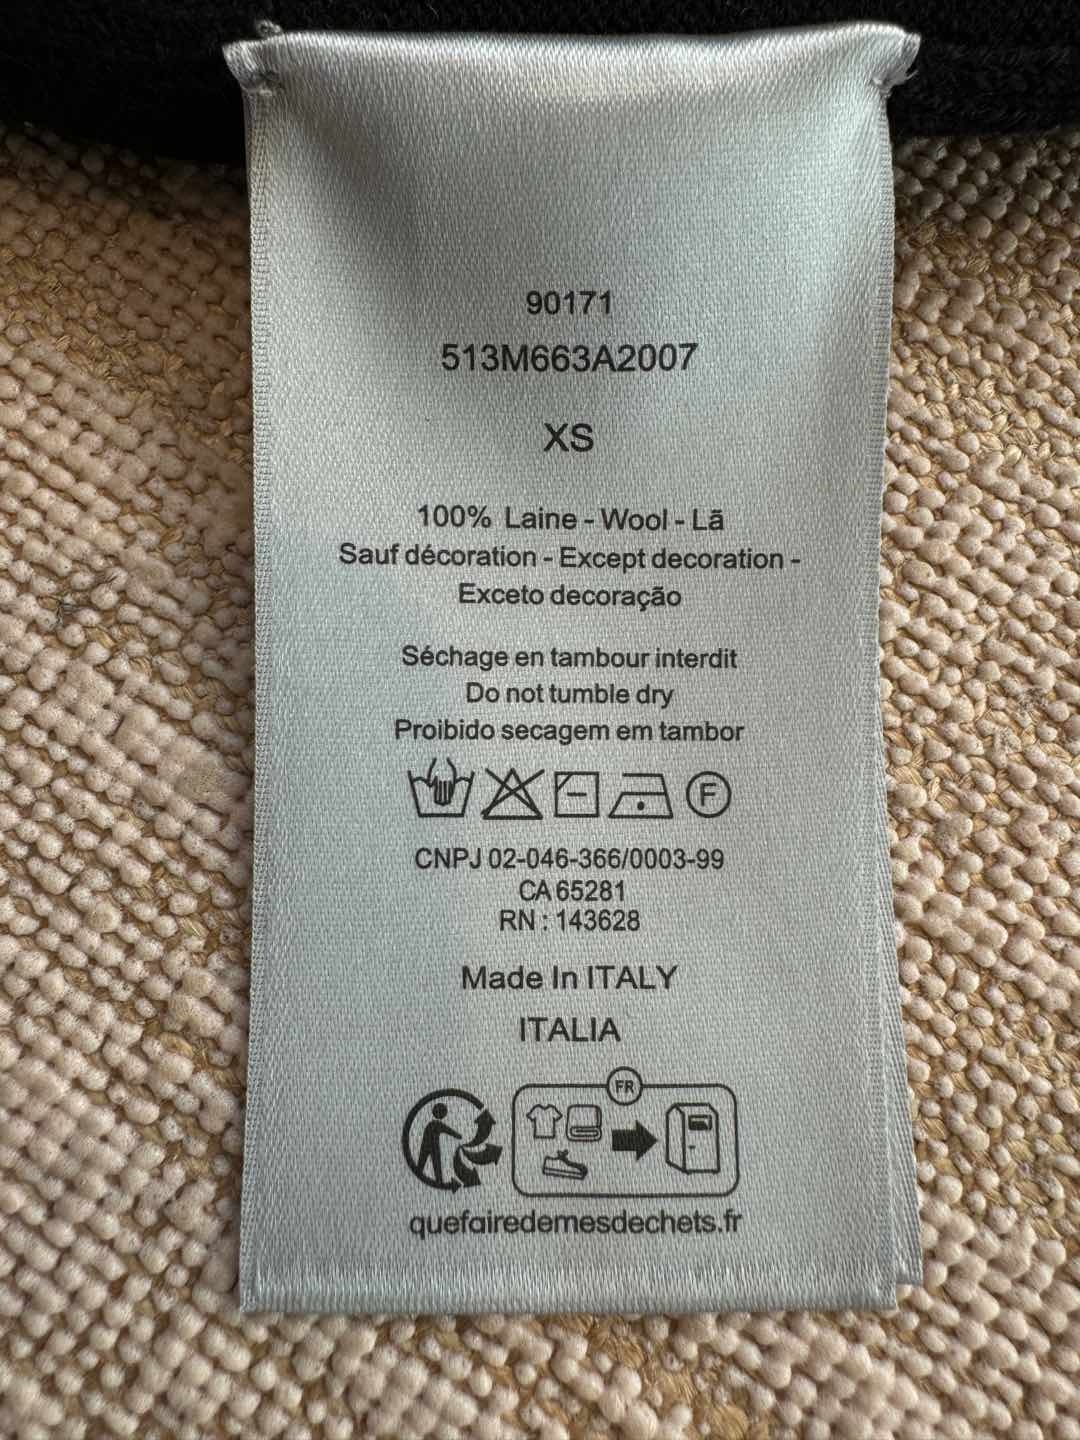 90171
513M663A2007
XS
100% Laine - Wool - Lã
Sauf décoration - Except decoration -
Exceto decoração
Séchage en tambour interdit
Do not tumble dry
Proibido secagem em tambor
F
CNPJ 02-046-366/0003-99
CA 65281
RN : 143628
Made In ITALY
ITALIA
FR
quefairedemesdechets.fr